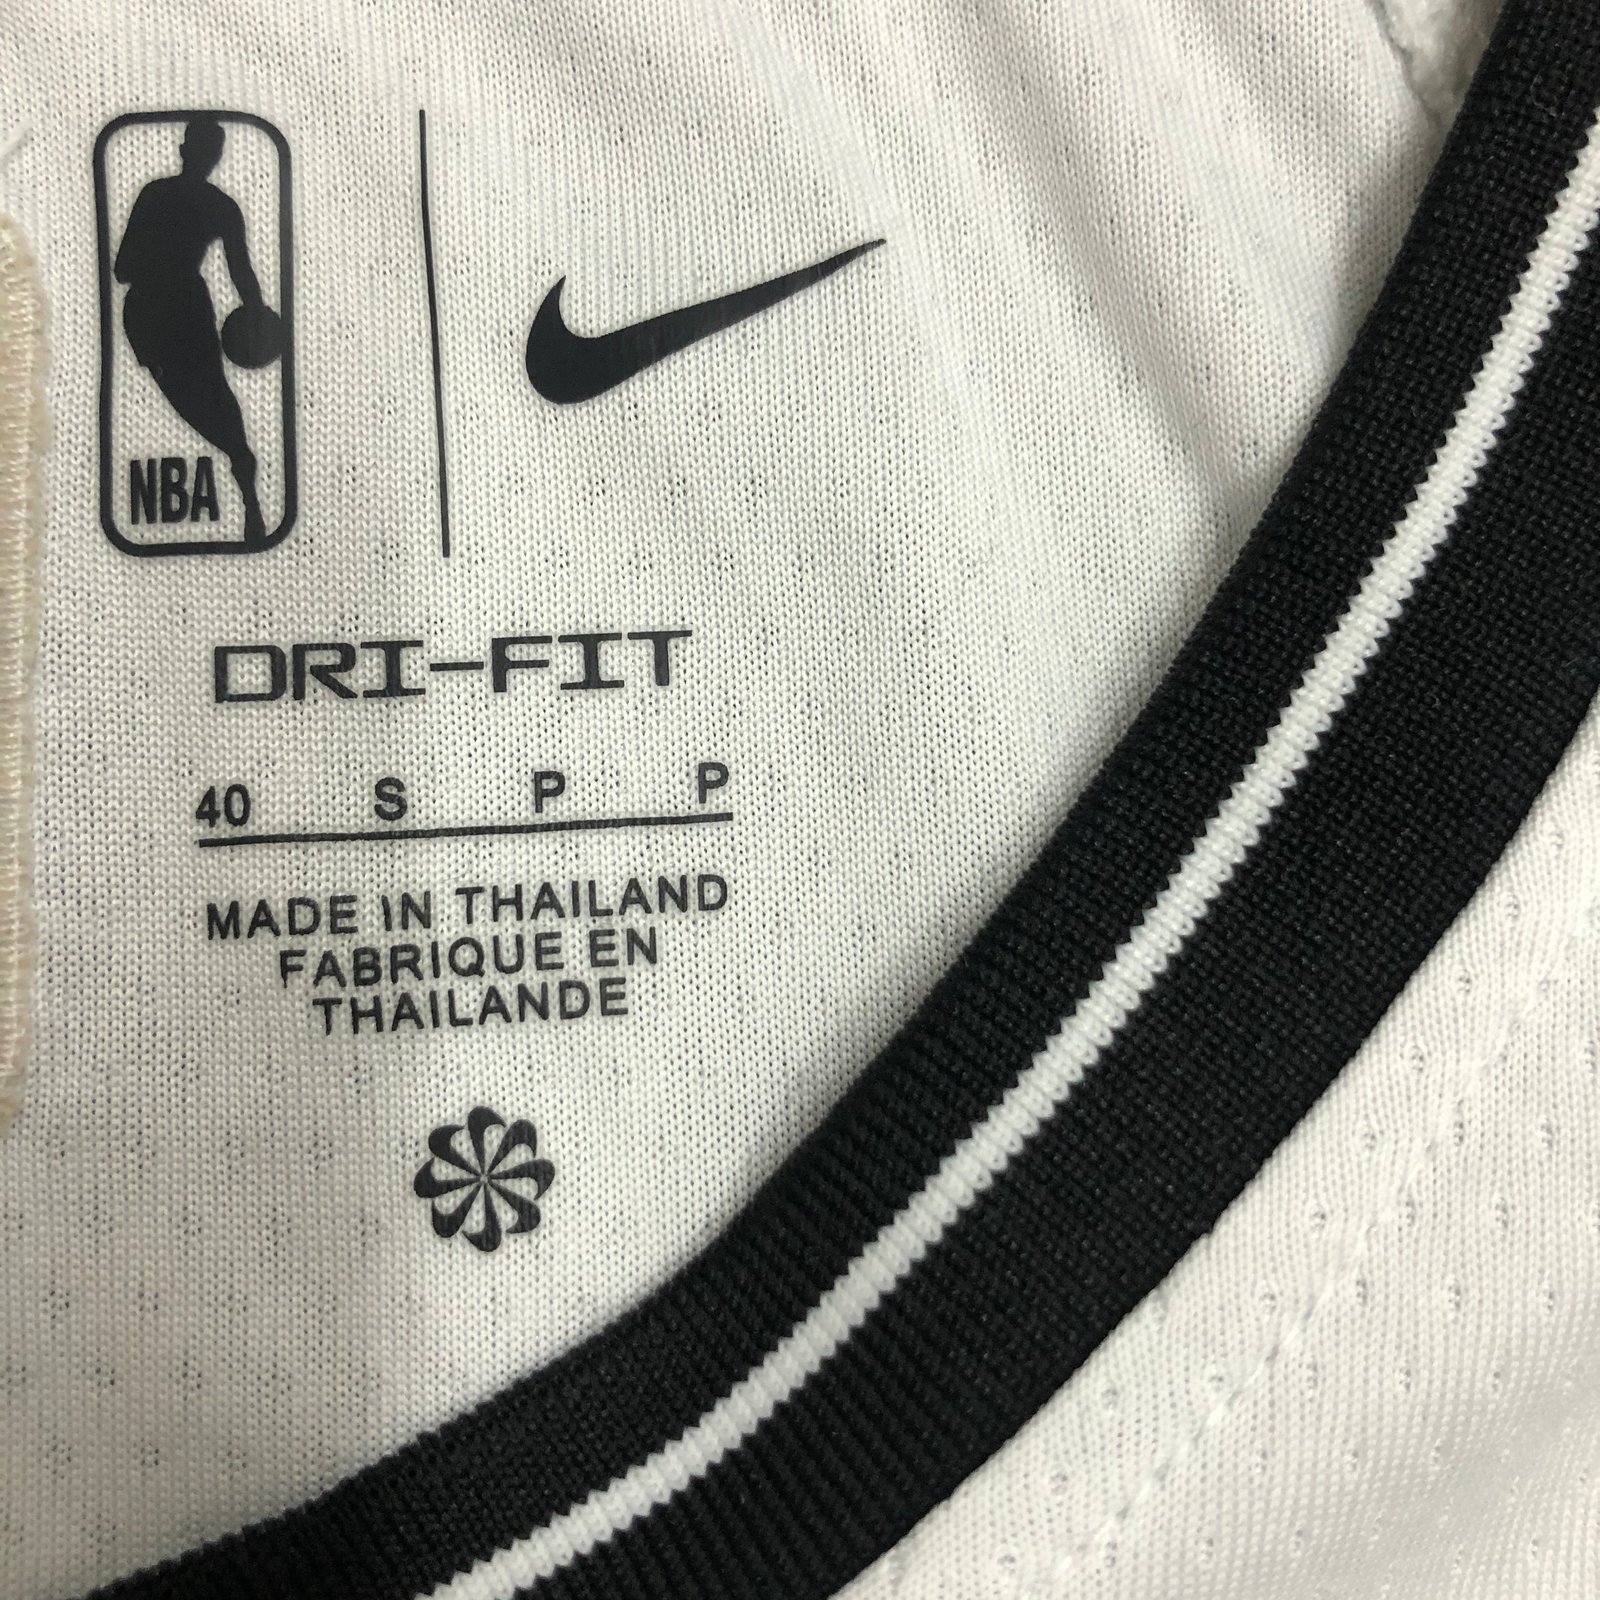 NBA
DRI-FIT
40 S P P
MADE IN THAILAND
FABRIQUE EN
THAILANDE